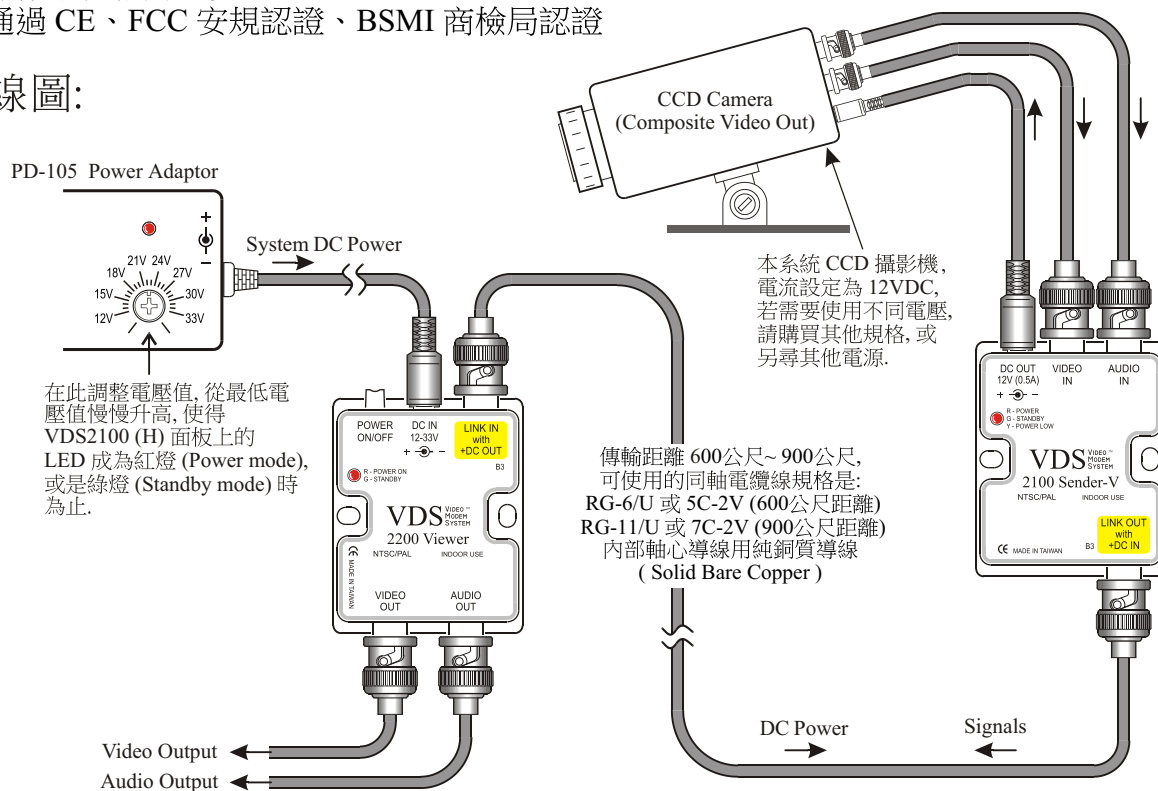 通過 CE、FCC 安規認證、BSMI 商檢局認證
線圖:
PD-105 Power Adaptor
12V
15V
18V
21V
24V
27V
30V
33V
+
−
System DC Power
在此調整電壓值, 從最低電
壓值慢慢升高, 使得
VDS2100 (H) 面板上的
LED 成為紅燈 (Power mode),
或是綠燈 (Standby mode) 時
為止.
CCD Camera
(Composite Video Out)
本系統 CCD 攝影機,
電流設定為 12VDC,
若需要使用不同電壓,
請購買其他規格, 或
另尋其他電源.
POWER
ON/OFF
DC IN
12-33V
+ −
LINK IN
with
+DC OUT
B3
R - POWER ON
G - STANDBY
VDS VIDEO ™
MODEM
SYSTEM
2200 Viewer
NTSC/PAL
INDOOR USE
CE MADE IN TAIWAN
VIDEO
OUT
AUDIO
OUT
Video Output
Audio Output
傳輸距離 600公尺~ 900公尺,
可使用的同軸電纜線規格是:
RG-6/U 或 5C-2V (600公尺距離)
RG-11/U 或 7C-2V (900公尺距離)
內部軸心導線用純銅質導線
( Solid Bare Copper )
DC OUT
12V (0.5A)
+ −
VIDEO
IN
AUDIO
IN
R - POWER
G - STANDBY
Y - POWER LOW
VDS VIDEO ™
MODEM
SYSTEM
2100 Sender-V
NTSC/PAL
INDOOR USE
LINK OUT
with
+DC IN
CE MADE IN TAIWAN
B3
DC Power
Signals